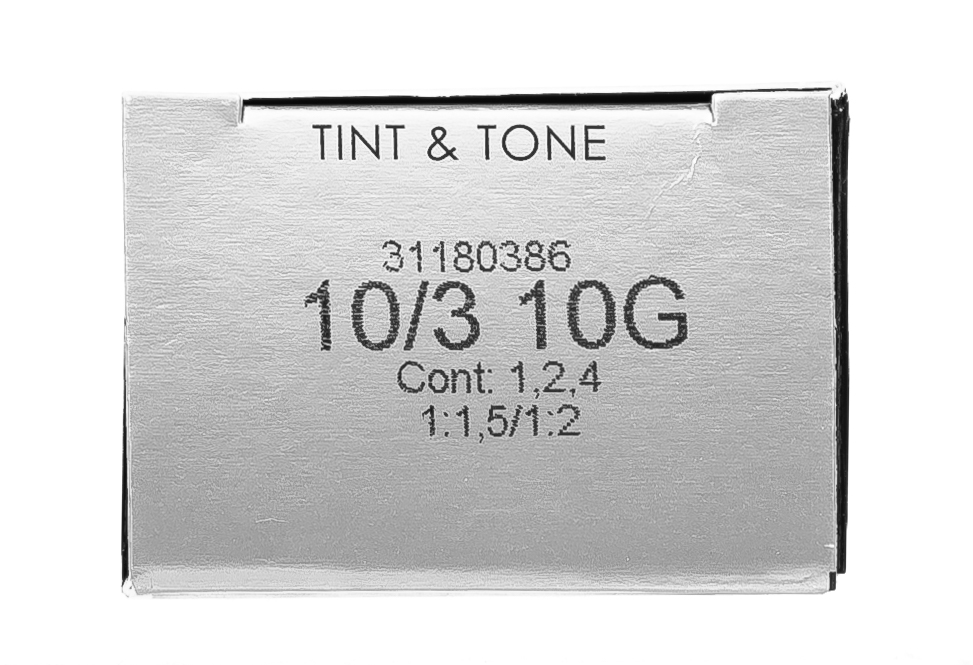 TINT & TONE
31180386
10/3 10G
Cont: 1,2,4
1:1,5/1:2